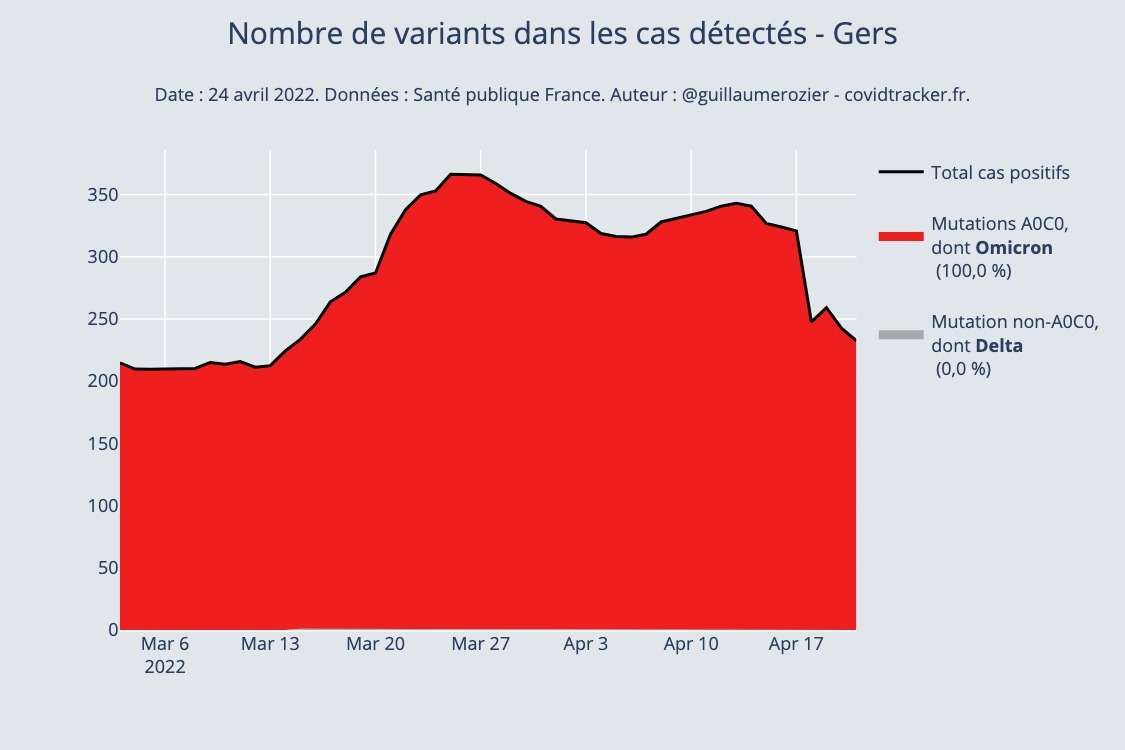 Nombre de variants dans les cas détectés - Gers
Date : 24 avril 2022. Données : Santé publique France. Auteur : @guillaumerozier - covidtracker.fr.
350
300
250
200
150
100
50
0
Mar 6
2022
Mar 13
Mar 20
Mar 27
Apr 3
Apr 10
Apr 17
Total cas positifs
Mutations A0C0,
dont Omicron
(100,0 %)
Mutation non-A0C0,
dont Delta
(0,0 %)